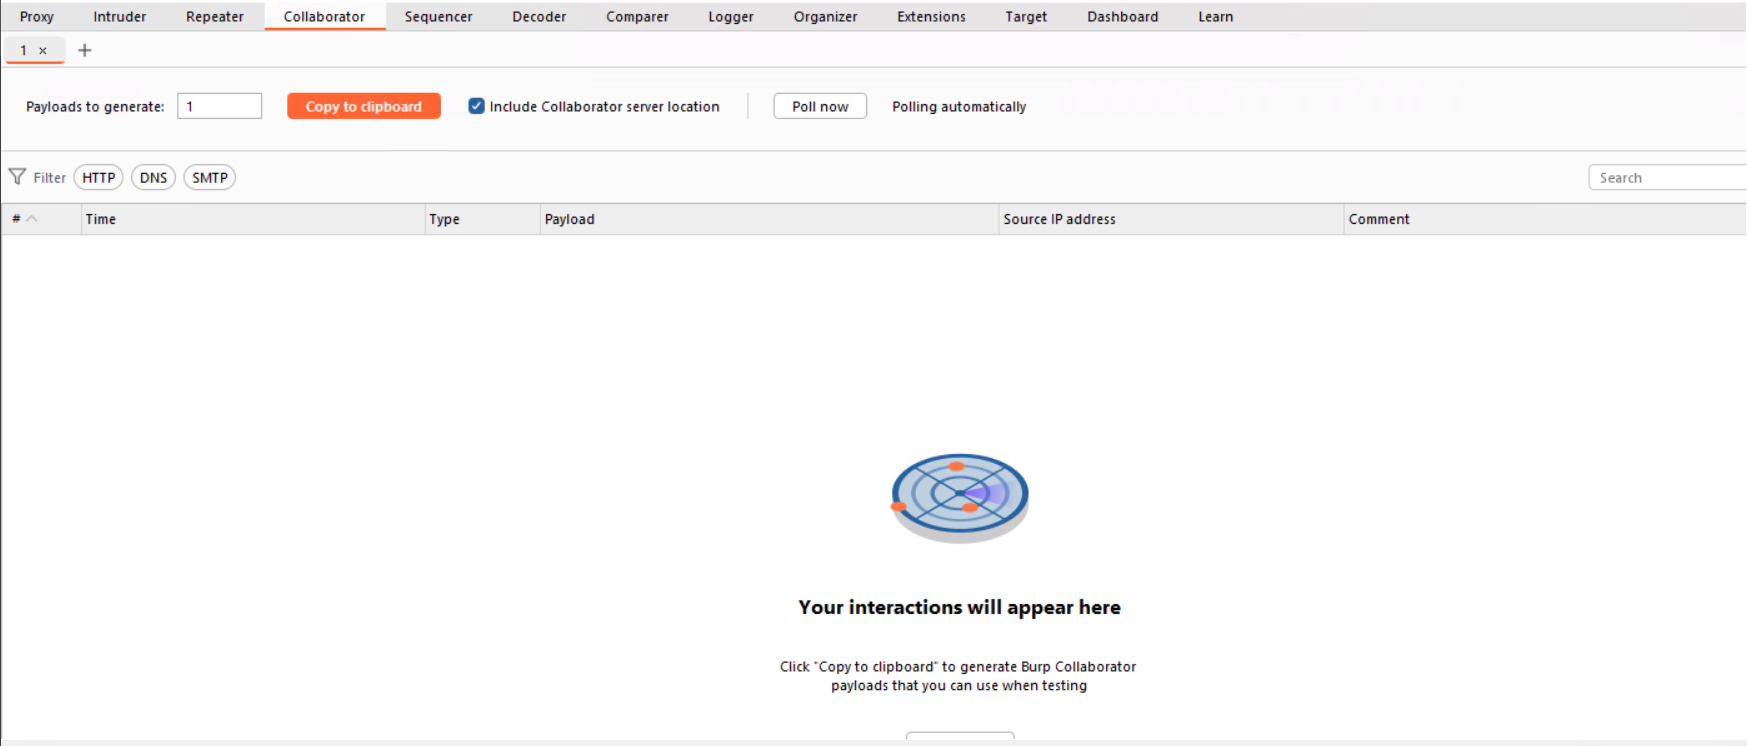 Proxy Intruder Repeater Collaborator Sequencer Decoder Comparer Logger Organizer Extensions Target Dashboard Learn
1 × +
Payloads to generate: 1 Copy to clipboard Include Collaborator server location Poll now Polling automatically
Filter HTTP DNS SMTP Search
# Time Type Payload Source IP address Comment
Your interactions will appear here
Click "Copy to clipboard" to generate Burp Collaborator
payloads that you can use when testing